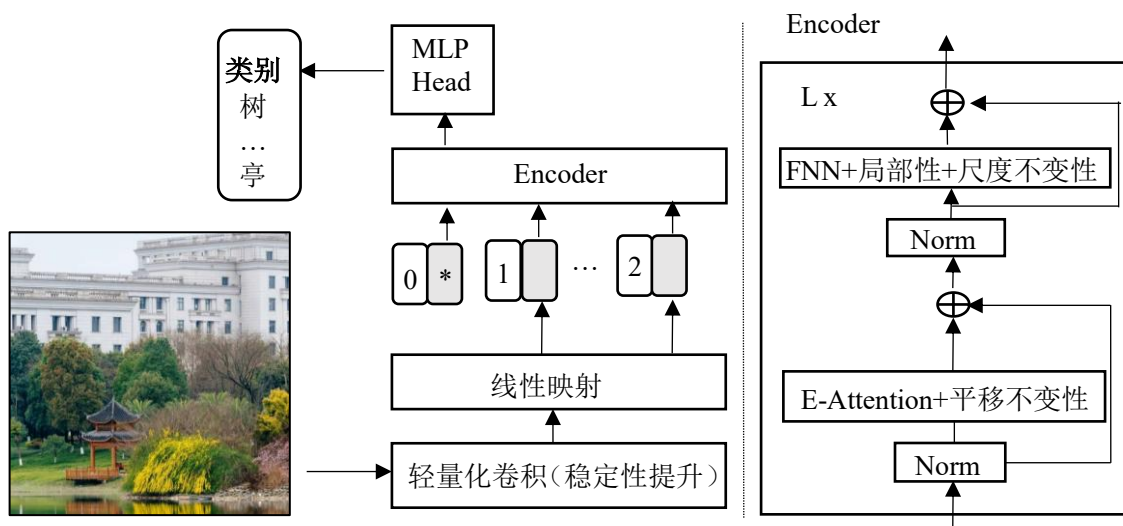 类别
树
…
亭
MLP
Head
Encoder
0 * 1 … 2
线性映射
轻量化卷积（稳定性提升）
Encoder
L x
FNN+局部性+尺度不变性
Norm
E-Attention+平移不变性
Norm